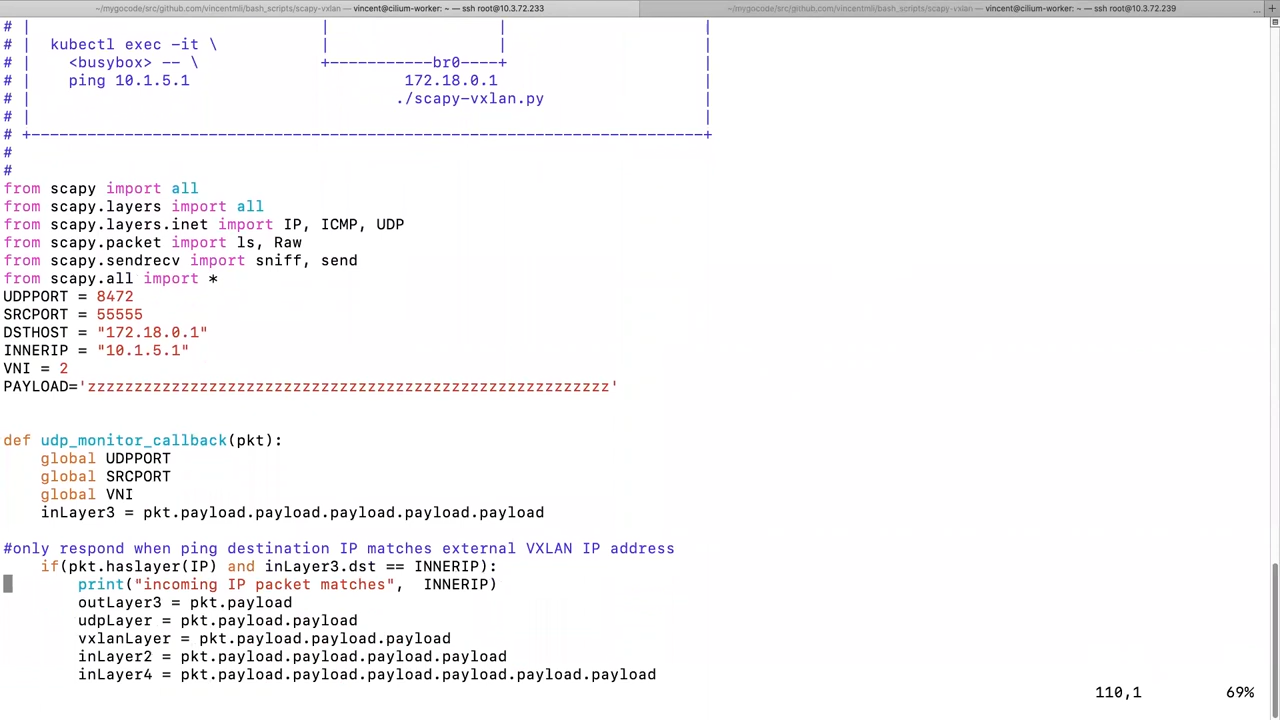 ~/mygocode/src/github.com/vincentmli/bash_scripts/scapy-vxlan — vincent@cilium-worker: ~ — ssh root@10.3.72.233
~/mygocode/src/github.com/vincentmli/bash_scripts/scapy-vxlan — vincent@cilium-worker: ~ — ssh root@10.3.72.239 ... +
# | | | |
# | kubectl exec -it \ | | |
# | <busybox> -- \ +-----------br0----+ |
# | ping 10.1.5.1 172.18.0.1 |
# | ./scapy-vxlan.py |
# | |
# +-------------------------------------------------------------------------+
#
#
from scapy import all
from scapy.layers import all
from scapy.layers.inet import IP, ICMP, UDP
from scapy.packet import ls, Raw
from scapy.sendrecv import sniff, send
from scapy.all import *
UDPPORT = 8472
SRCPORT = 55555
DSTHOST = "172.18.0.1"
INNERIP = "10.1.5.1"
VNI = 2
PAYLOAD='zzzzzzzzzzzzzzzzzzzzzzzzzzzzzzzzzzzzzzzzzzzzzzzzzzzzzzzz'
def udp_monitor_callback(pkt):
    global UDPPORT
    global SRCPORT
    global VNI
    inLayer3 = pkt.payload.payload.payload.payload.payload
#only respond when ping destination IP matches external VXLAN IP address
    if(pkt.haslayer(IP) and inLayer3.dst == INNERIP):
        print("incoming IP packet matches",  INNERIP)
        outLayer3 = pkt.payload
        udpLayer = pkt.payload.payload
        vxlanLayer = pkt.payload.payload.payload
        inLayer2 = pkt.payload.payload.payload.payload
        inLayer4 = pkt.payload.payload.payload.payload.payload.payload
110,1 69%